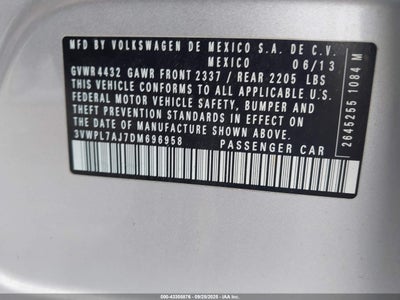 MFD BY VOLKSWAGEN DE MEXICO S.A. DE C.V.
MEXICO 06/13
GVWR 4432 GAWR FRONT 2337 / REAR 2205 LBS
THIS VEHICLE CONFORMS TO ALL APPLICABLE U.S.
FEDERAL MOTOR VEHICLE SAFETY, BUMPER AND
THEFT PREVENTION STANDARDS IN EFFECT ON
THE DATE OF MANUFACTURE SHOWN ABOVE.
3VWPL7AJ7DM696958 PASSENGER CAR
2645255 1084 M